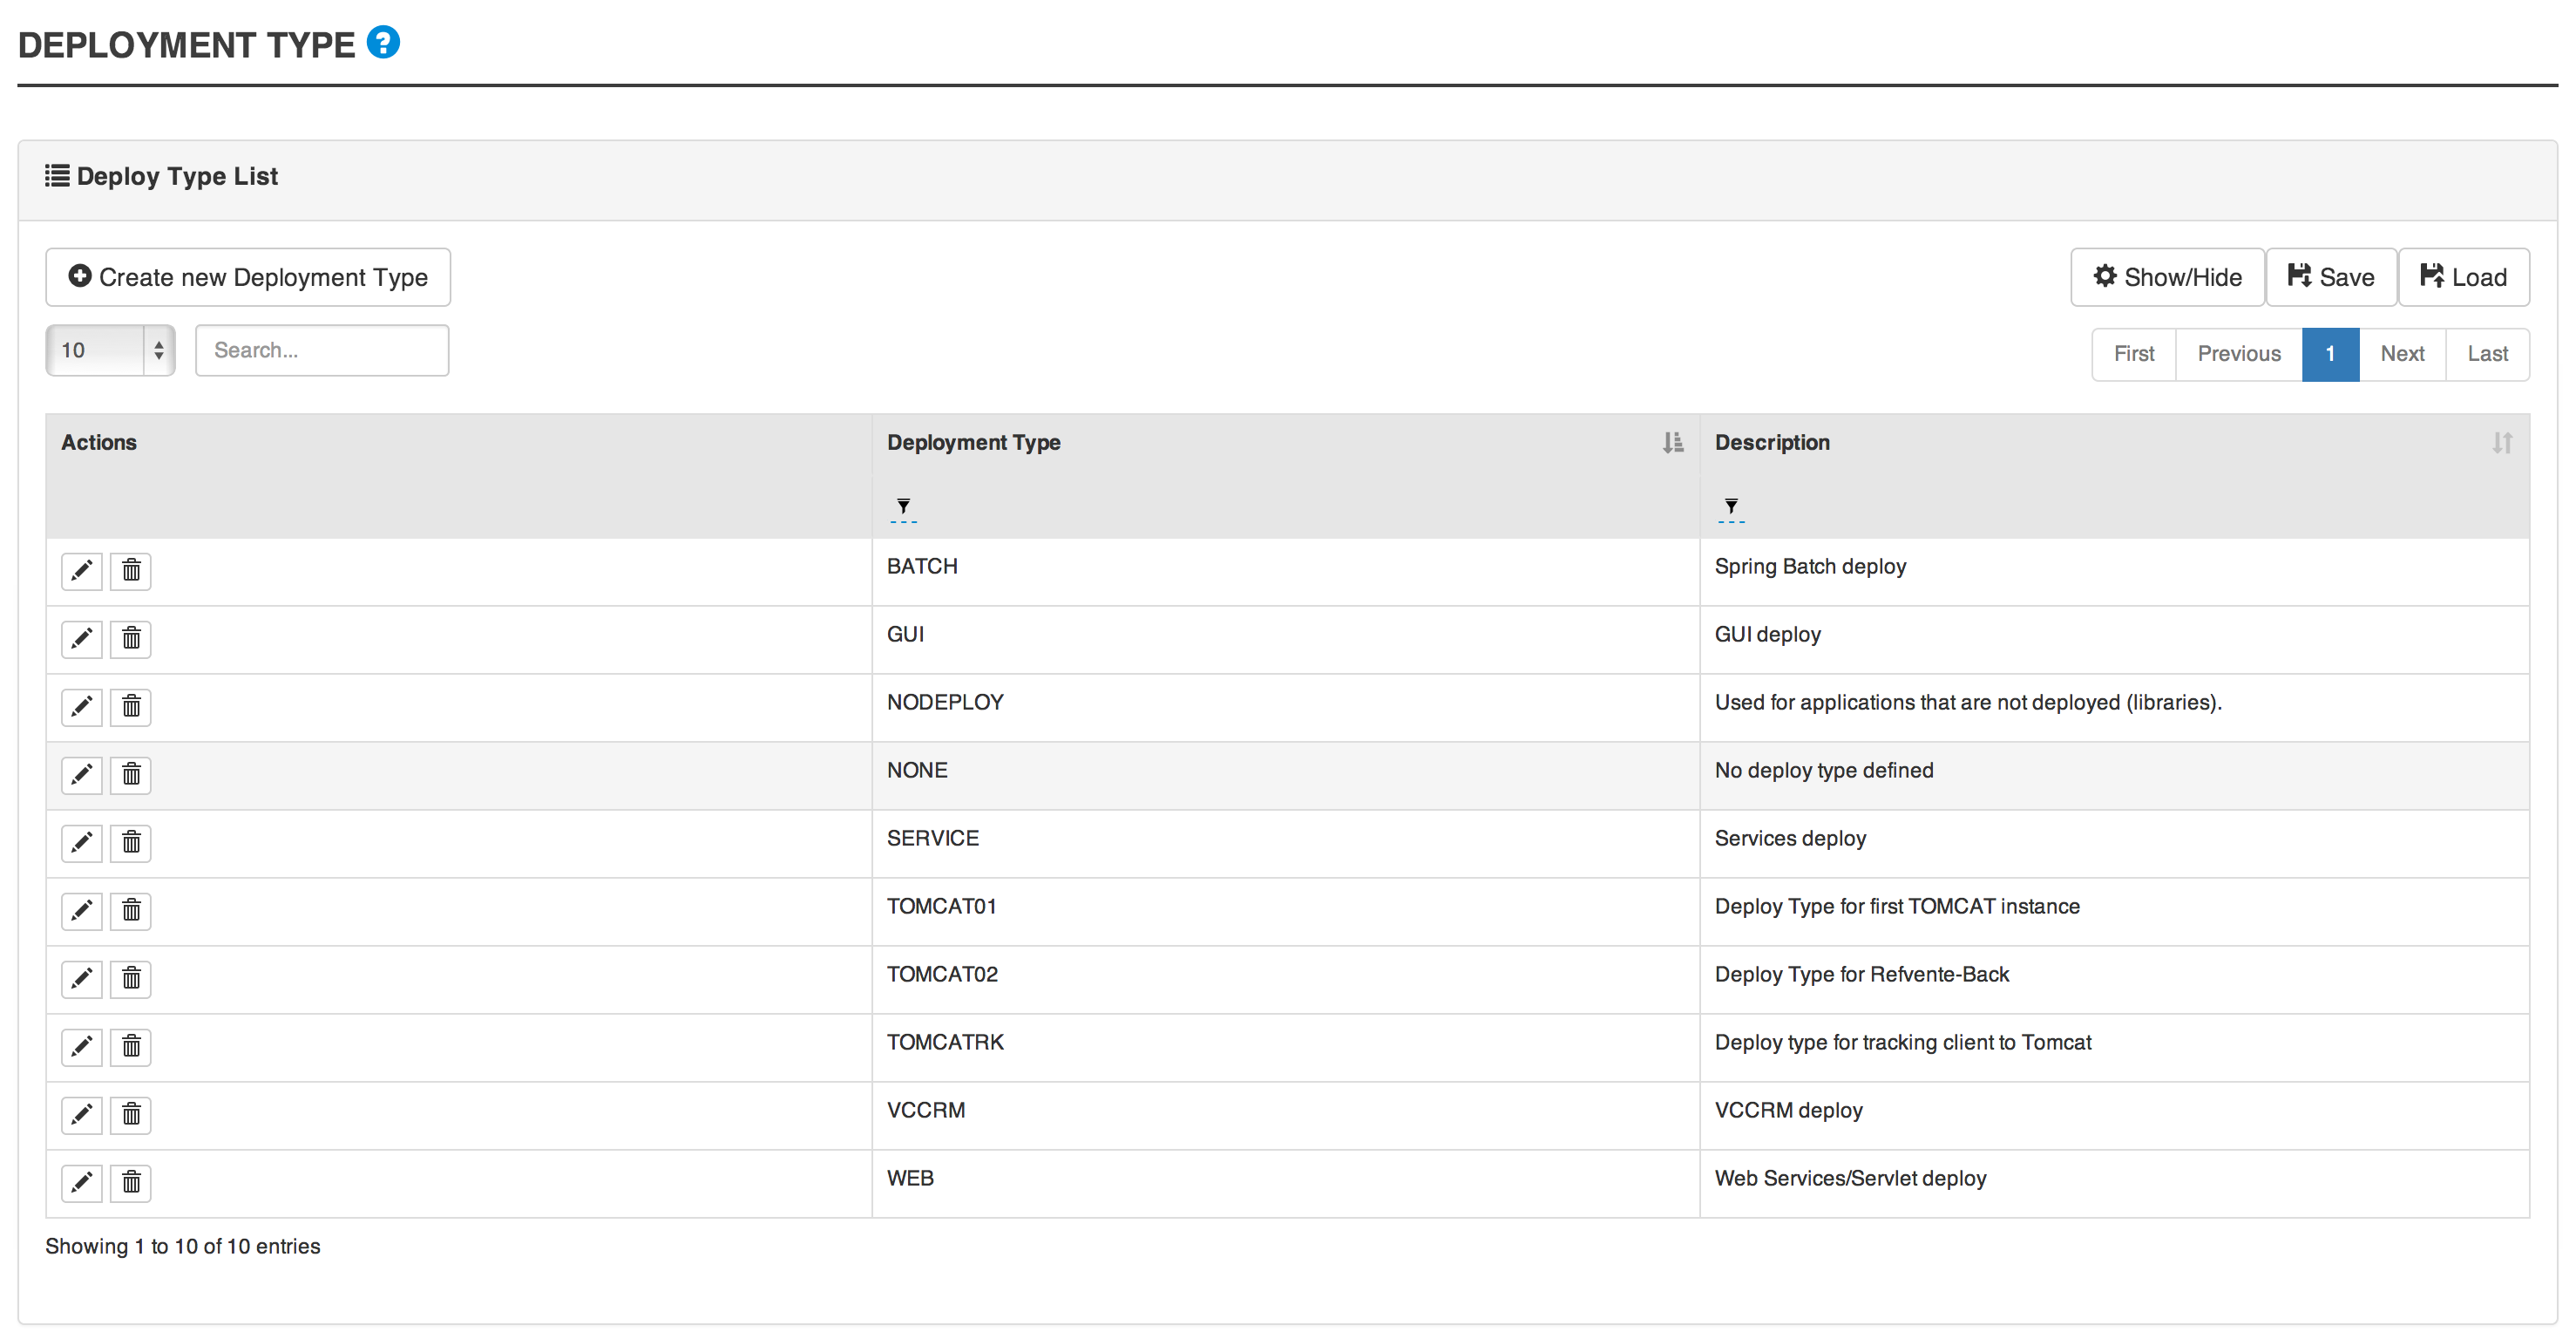 DEPLOYMENT TYPE ?
Deploy Type List
Create new Deployment Type
Show/Hide Save Load
10 Search...
First Previous 1 Next Last
Actions Deployment Type Description
BATCH Spring Batch deploy
GUI GUI deploy
NODEPLOY Used for applications that are not deployed (libraries).
NONE No deploy type defined
SERVICE Services deploy
TOMCAT01 Deploy Type for first TOMCAT instance
TOMCAT02 Deploy Type for Refvente-Back
TOMCATRK Deploy type for tracking client to Tomcat
VCCRM VCCRM deploy
WEB Web Services/Servlet deploy
Showing 1 to 10 of 10 entries